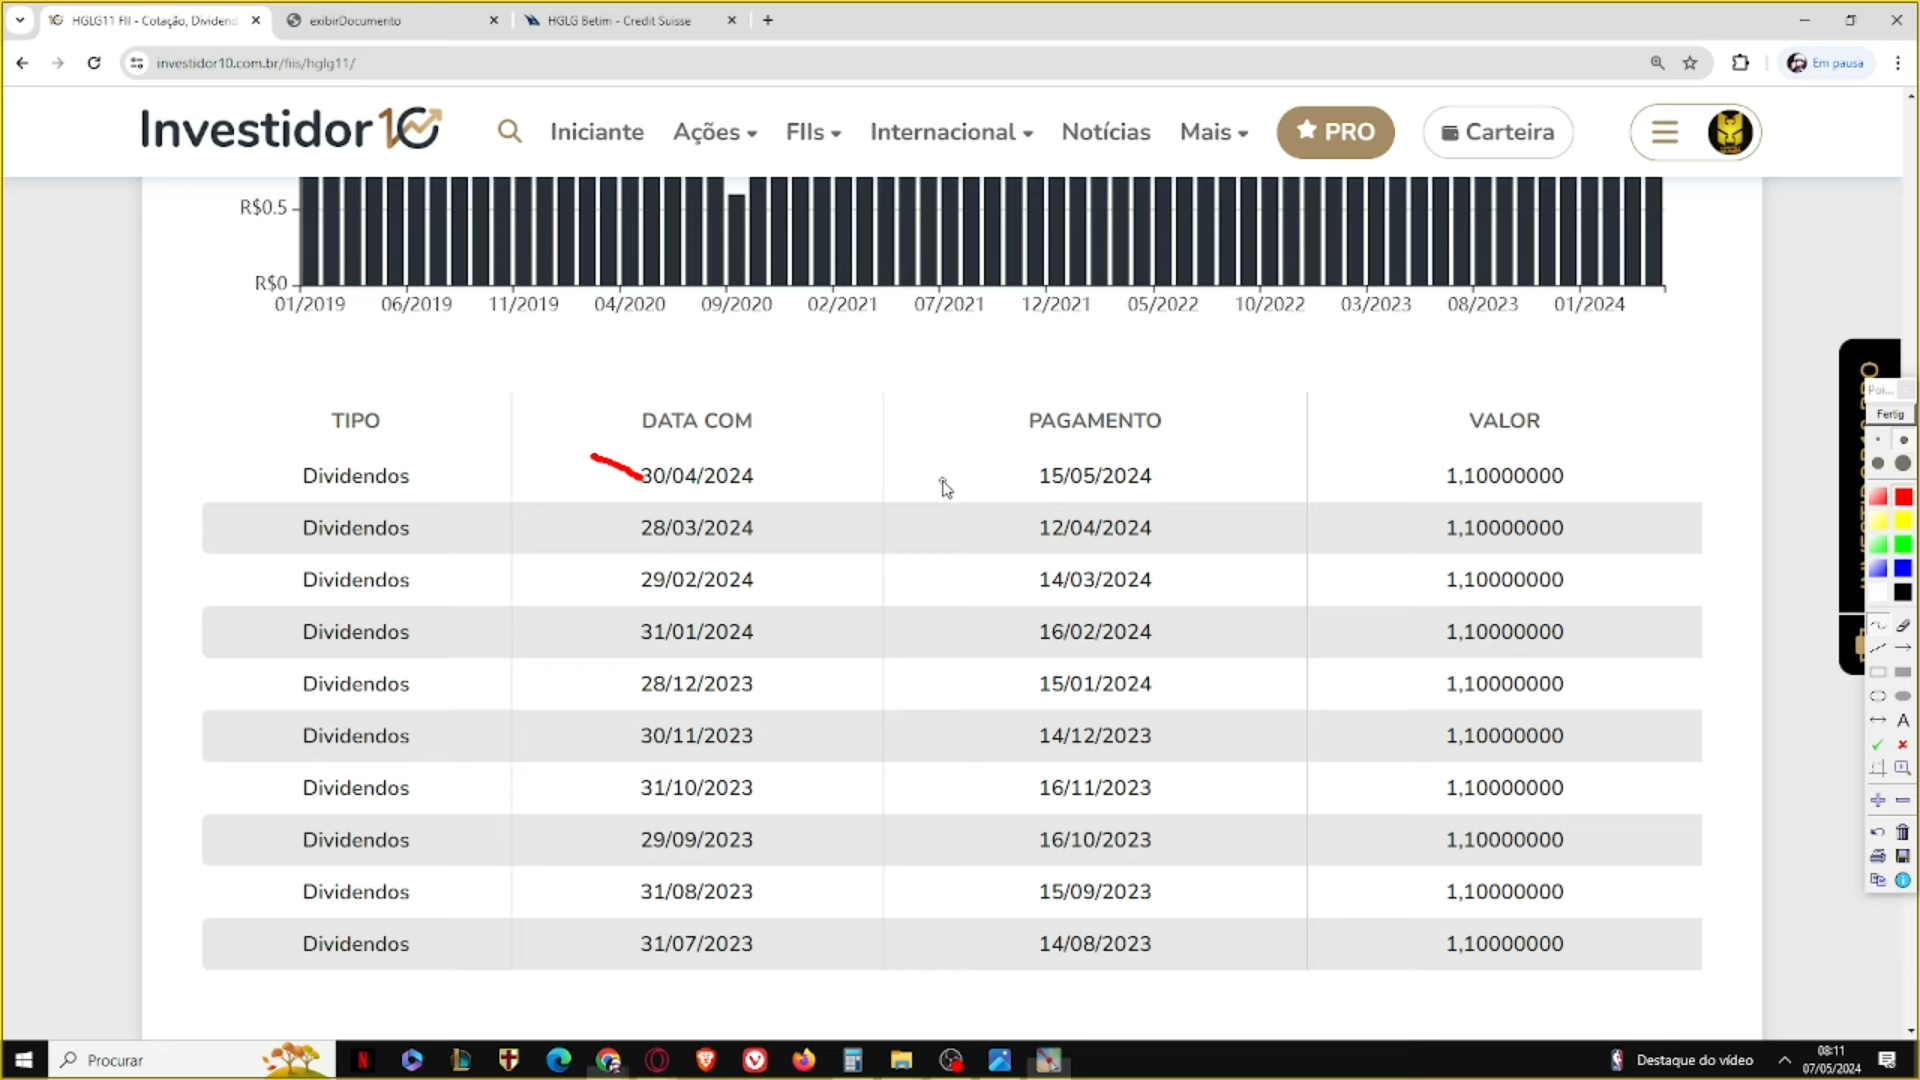 HGLG11 FII - Cotação, Dividend
exibirDocumento
HGLG Betim - Credit Suisse
investidor10.com.br/fiis/hglg11/
Em pausa
Investidor 10
Iniciante
Ações
FIIs
Internacional
Notícias
Mais
PRO
Carteira
R$0.5
R$0
01/2019 06/2019 11/2019 04/2020 09/2020 02/2021 07/2021 12/2021 05/2022 10/2022 03/2023 08/2023 01/2024
TIPO DATA COM PAGAMENTO VALOR
Dividendos 30/04/2024 15/05/2024 1,10000000
Dividendos 28/03/2024 12/04/2024 1,10000000
Dividendos 29/02/2024 14/03/2024 1,10000000
Dividendos 31/01/2024 16/02/2024 1,10000000
Dividendos 28/12/2023 15/01/2024 1,10000000
Dividendos 30/11/2023 14/12/2023 1,10000000
Dividendos 31/10/2023 16/11/2023 1,10000000
Dividendos 29/09/2023 16/10/2023 1,10000000
Dividendos 31/08/2023 15/09/2023 1,10000000
Dividendos 31/07/2023 14/08/2023 1,10000000
Poi...
Fertig
A
Procurar
Destaque do vídeo
08:11
07/05/2024